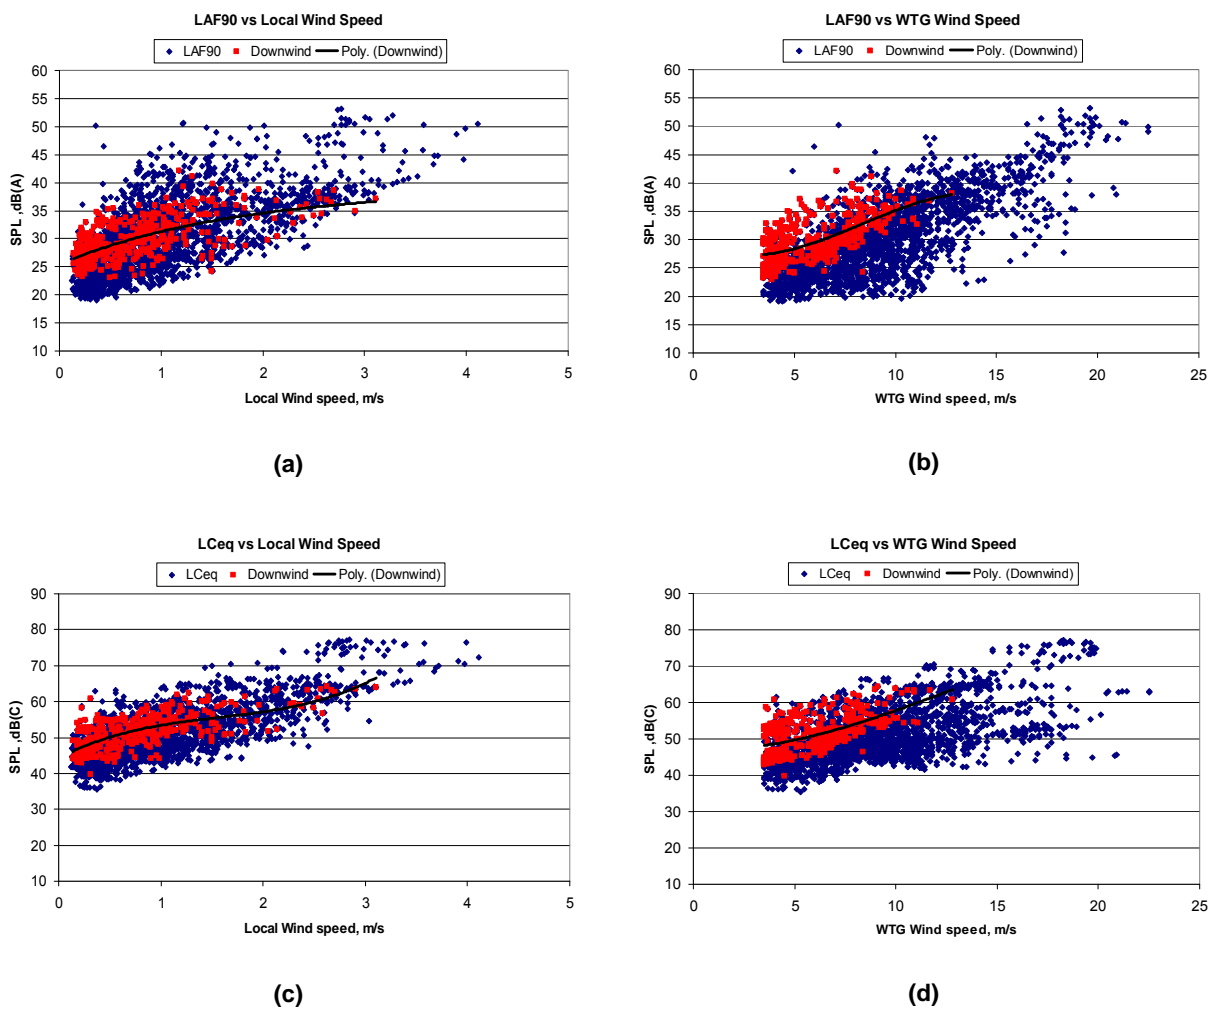 LAF90 vs Local Wind Speed
LAF90 Downwind Poly. (Downwind)
60
55
50
45
40
35
30
25
20
15
10
SPL ,dB(A)
0 1 2 3 4 5
Local Wind speed, m/s
(a)
LAF90 vs WTG Wind Speed
LAF90 Downwind Poly. (Downwind)
60
55
50
45
40
35
30
25
20
15
10
SPL ,dB(A)
0 5 10 15 20 25
WTG Wind speed, m/s
(b)
LCeq vs Local Wind Speed
LCeq Downwind Poly. (Downwind)
90
80
70
60
50
40
30
20
10
SPL ,dB(C)
0 1 2 3 4 5
Local Wind speed, m/s
(c)
LCeq vs WTG Wind Speed
LCeq Downwind Poly. (Downwind)
90
80
70
60
50
40
30
20
10
SPL ,dB(C)
0 5 10 15 20 25
WTG Wind speed, m/s
(d)